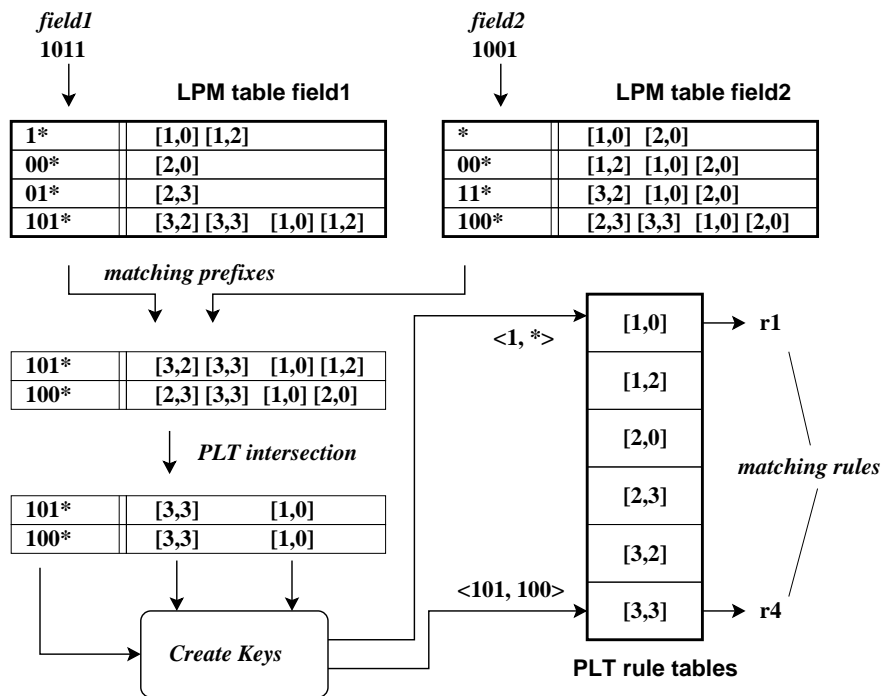 field1
1011
field2
1001
LPM table field1
1* [1,0] [1,2]
00* [2,0]
01* [2,3]
101* [3,2] [3,3] [1,0] [1,2]
LPM table field2
* [1,0] [2,0]
00* [1,2] [1,0] [2,0]
11* [3,2] [1,0] [2,0]
100* [2,3] [3,3] [1,0] [2,0]
matching prefixes
101* [3,2] [3,3] [1,0] [1,2]
100* [2,3] [3,3] [1,0] [2,0]
PLT intersection
101* [3,3] [1,0]
100* [3,3] [1,0]
Create Keys
<1, *>
<101, 100>
[1,0]
[1,2]
[2,0]
[2,3]
[3,2]
[3,3]
PLT rule tables
r1
matching rules
r4